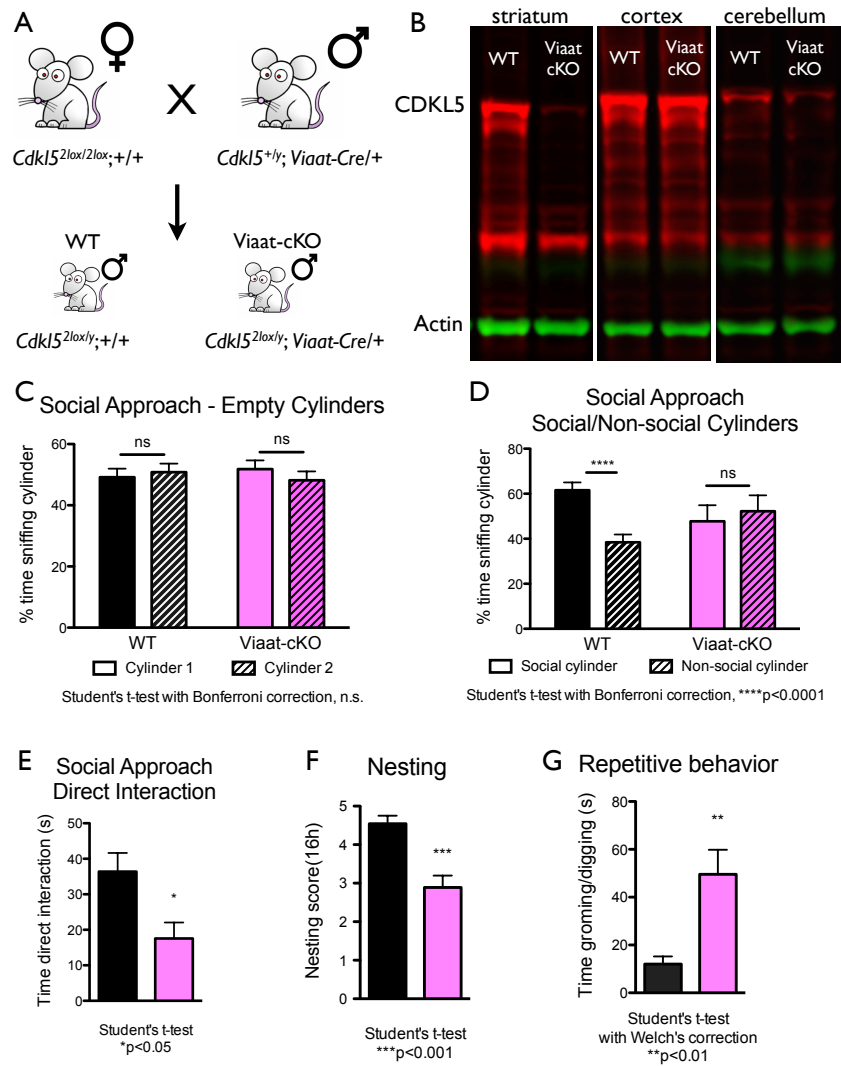 A
♀
♂
X
Cdkl5^2lox/2lox;+/+
Cdkl5^+/y; Viaat-Cre/+
WT
Viaat-cKO
♂
♂
Cdkl5^2lox/y;+/+
Cdkl5^2lox/y; Viaat-Cre/+
B
striatum cortex cerebellum
WT Viaat cKO WT Viaat cKO WT Viaat cKO
CDKL5
Actin
C
Social Approach - Empty Cylinders
% time sniffing cylinder
60
40
20
0
ns
ns
WT
Viaat-cKO
Cylinder 1
Cylinder 2
Student's t-test with Bonferroni correction, n.s.
D
Social Approach
Social/Non-social Cylinders
% time sniffing cylinder
80
60
40
20
0
****
ns
WT
Viaat-cKO
Social cylinder
Non-social cylinder
Student's t-test with Bonferroni correction, ****p<0.0001
E
Social Approach
Direct Interaction
Time direct interaction (s)
50
40
30
20
10
0
*
Student's t-test
*p<0.05
F
Nesting
Nesting score(16h)
5
4
3
2
1
0
***
Student's t-test
***p<0.001
G
Repetitive behavior
Time groming/digging (s)
80
60
40
20
0
**
Student's t-test
with Welch's correction
**p<0.01